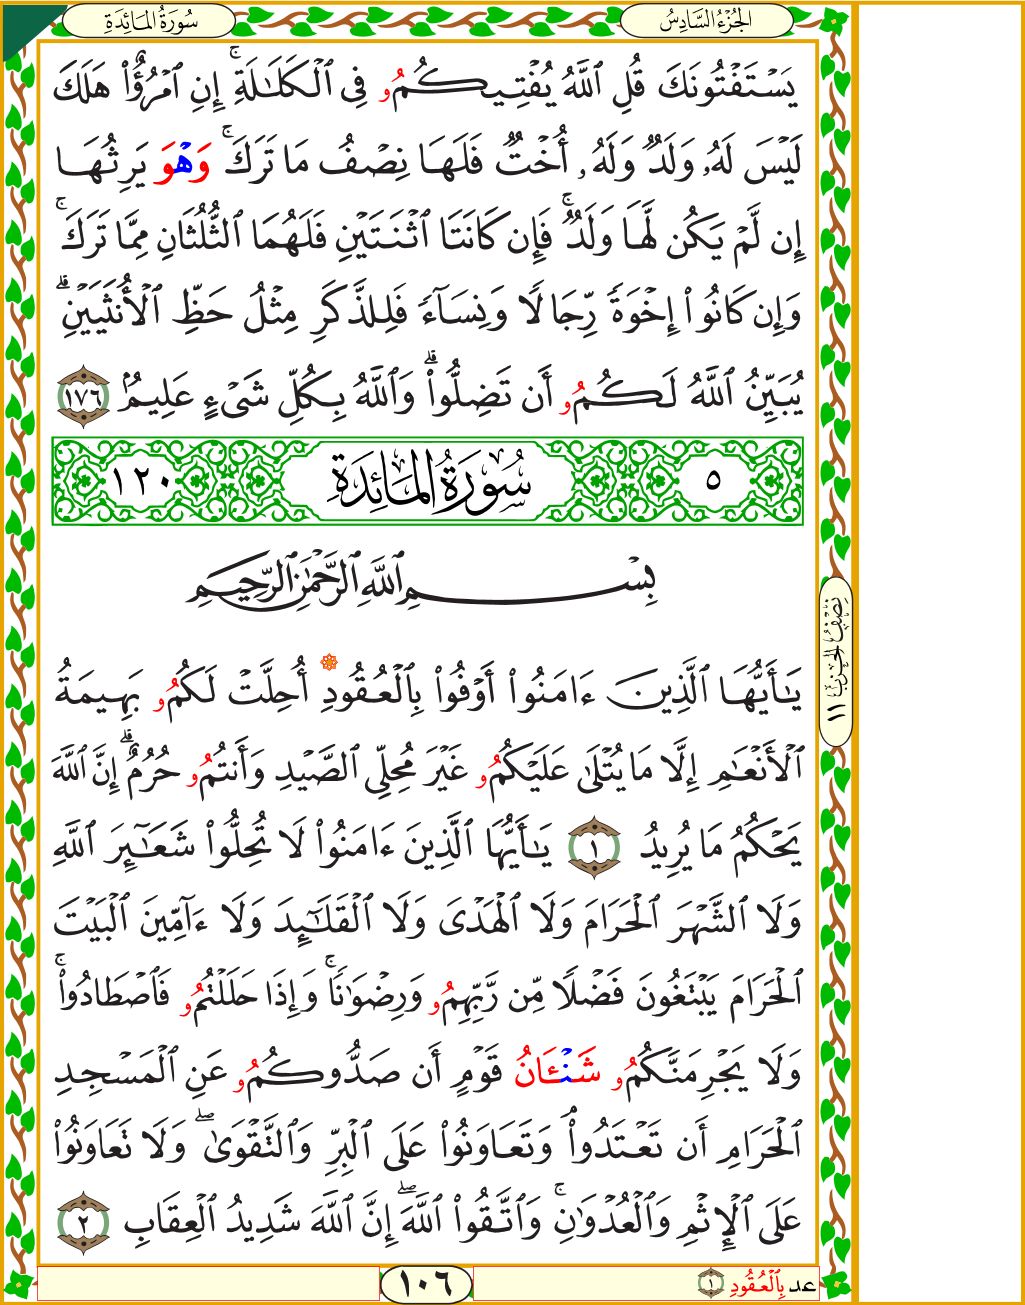 سُورَةُ المَائِدَةِ
الجُزْءُ السَّادِسُ
يَسْتَفْتُونَكَ قُلِ ٱللَّهُ يُفْتِيكُمُو فِى ٱلْكَلَٰلَةِۚ إِنِ ٱمْرُؤٌا۟ هَلَكَ
لَيْسَ لَهُۥ وَلَدٌ وَلَهُۥ أُخْتٌ فَلَهَا نِصْفُ مَا تَرَكَۚ وَهْوَ يَرِثُهَا
إِن لَّمْ يَكُن لَّهَا وَلَدٌۚ فَإِن كَانَتَا ٱثْنَتَيْنِ فَلَهُمَا ٱلثُّلُثَانِ مِمَّا تَرَكَۚ
وَإِن كَانُوا۟ إِخْوَةً رِّجَالًا وَنِسَآءً فَلِلذَّكَرِ مِثْلُ حَظِّ ٱلْأُنثَيَيْنِۗ
يُبَيِّنُ ٱللَّهُ لَكُمُو أَن تَضِلُّوا۟ۗ وَٱللَّهُ بِكُلِّ شَىْءٍ عَلِيمٌۢ ١٧٦
٥ سُورَةُ المَائِدَةِ ١٢٠
بِسْمِ ٱللَّهِ ٱلرَّحْمَٰنِ ٱلرَّحِيمِ
يَٰٓأَيُّهَا ٱلَّذِينَ ءَامَنُوا۟ أَوْفُوا۟ بِٱلْعُقُودِ أُحِلَّتْ لَكُمُو بَهِيمَةُ
ٱلْأَنْعَٰمِ إِلَّا مَا يُتْلَىٰ عَلَيْكُمُو غَيْرَ مُحِلِّى ٱلصَّيْدِ وَأَنتُمُو حُرُمٌۗ إِنَّ ٱللَّهَ
يَحْكُمُ مَا يُرِيدُ ١ يَٰٓأَيُّهَا ٱلَّذِينَ ءَامَنُوا۟ لَا تُحِلُّوا۟ شَعَٰٓئِرَ ٱللَّهِ
وَلَا ٱلشَّهْرَ ٱلْحَرَامَ وَلَا ٱلْهَدْىَ وَلَا ٱلْقَلَٰٓئِدَ وَلَا ءَآمِّينَ ٱلْبَيْتَ
ٱلْحَرَامَ يَبْتَغُونَ فَضْلًا مِّن رَّبِّهِمُو وَرِضْوَٰنًاۚ وَإِذَا حَلَلْتُمُو فَٱصْطَادُوا۟ۚ
وَلَا يَجْرِمَنَّكُمُو شَنْـَٔانُ قَوْمٍ أَن صَدُّوكُمُو عَنِ ٱلْمَسْجِدِ
ٱلْحَرَامِ أَن تَعْتَدُوا۟ۘ وَتَعَاوَنُوا۟ عَلَى ٱلْبِرِّ وَٱلتَّقْوَىٰۖ وَلَا تَعَاوَنُوا۟
عَلَى ٱلْإِثْمِ وَٱلْعُدْوَٰنِۚ وَٱتَّقُوا۟ ٱللَّهَۖ إِنَّ ٱللَّهَ شَدِيدُ ٱلْعِقَابِ ٢
نِصْفُ الحِزْبِ ١١
عد بِٱلْعُقُودِ ١
١٠٦